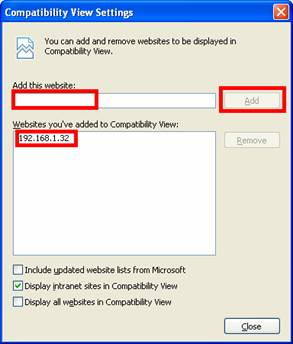 Compatibility View Settings
You can add and remove websites to be displayed in
Compatibility View.
Add this website:
Add
Websites you've added to Compatibility View:
192.168.1.32
Remove
Include updated website lists from Microsoft
Display intranet sites in Compatibility View
Display all websites in Compatibility View
Close